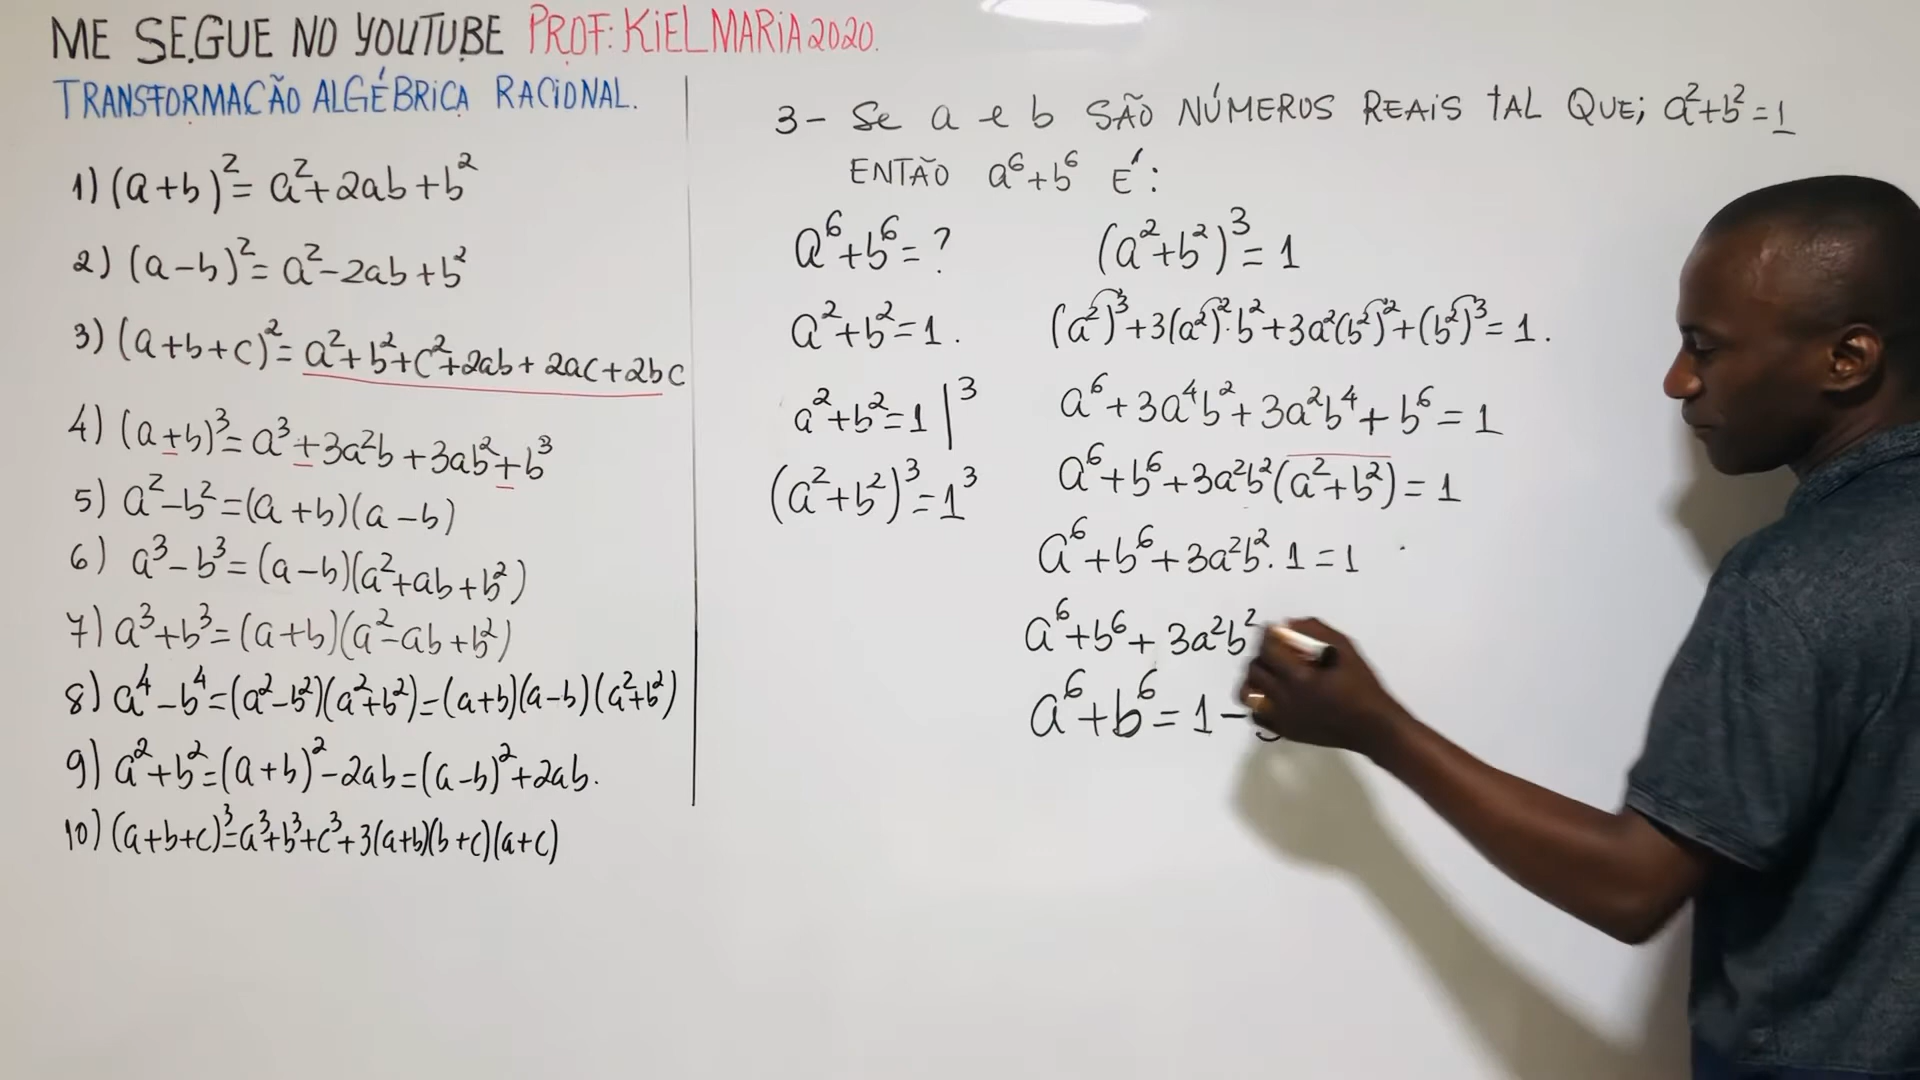 ME SEGUE NO YOUTUBE PROF: KIELMARIA2020.
TRANSFORMAÇÃO ALGÉBRICA RACIONAL.
1) (a+b)²= a²+2ab+b²
2) (a-b)²= a²-2ab+b²
3) (a+b+c)²= a²+b²+c²+2ab+2ac+2bc
4) (a+b)³= a³+3a²b+3ab²+b³
5) a²-b²=(a+b)(a-b)
6) a³-b³=(a-b)(a²+ab+b²)
7) a³+b³=(a+b)(a²-ab+b²)
8) a⁴-b⁴=(a²-b²)(a²+b²)=(a+b)(a-b)(a²+b²)
9) a²+b²=(a+b)²-2ab=(a-b)²+2ab.
10) (a+b+c)³=a³+b³+c³+3(a+b)(b+c)(a+c)
3- Se a e b SÃO NÚMEROS REAIS TAL QUE; a²+b²=1
ENTÃO a⁶+b⁶ É:
a⁶+b⁶=?
a²+b²=1.
a²+b²=1|³
(a²+b²)³=1³
(a²+b²)³=1
(a²)³+3(a²)²·b²+3a²(b²)²+(b²)³=1.
a⁶+3a⁴b²+3a²b⁴+b⁶=1
a⁶+b⁶+3a²b²(a²+b²)=1
a⁶+b⁶+3a²b².1=1
a⁶+b⁶+3a²b²
a⁶+b⁶=1-